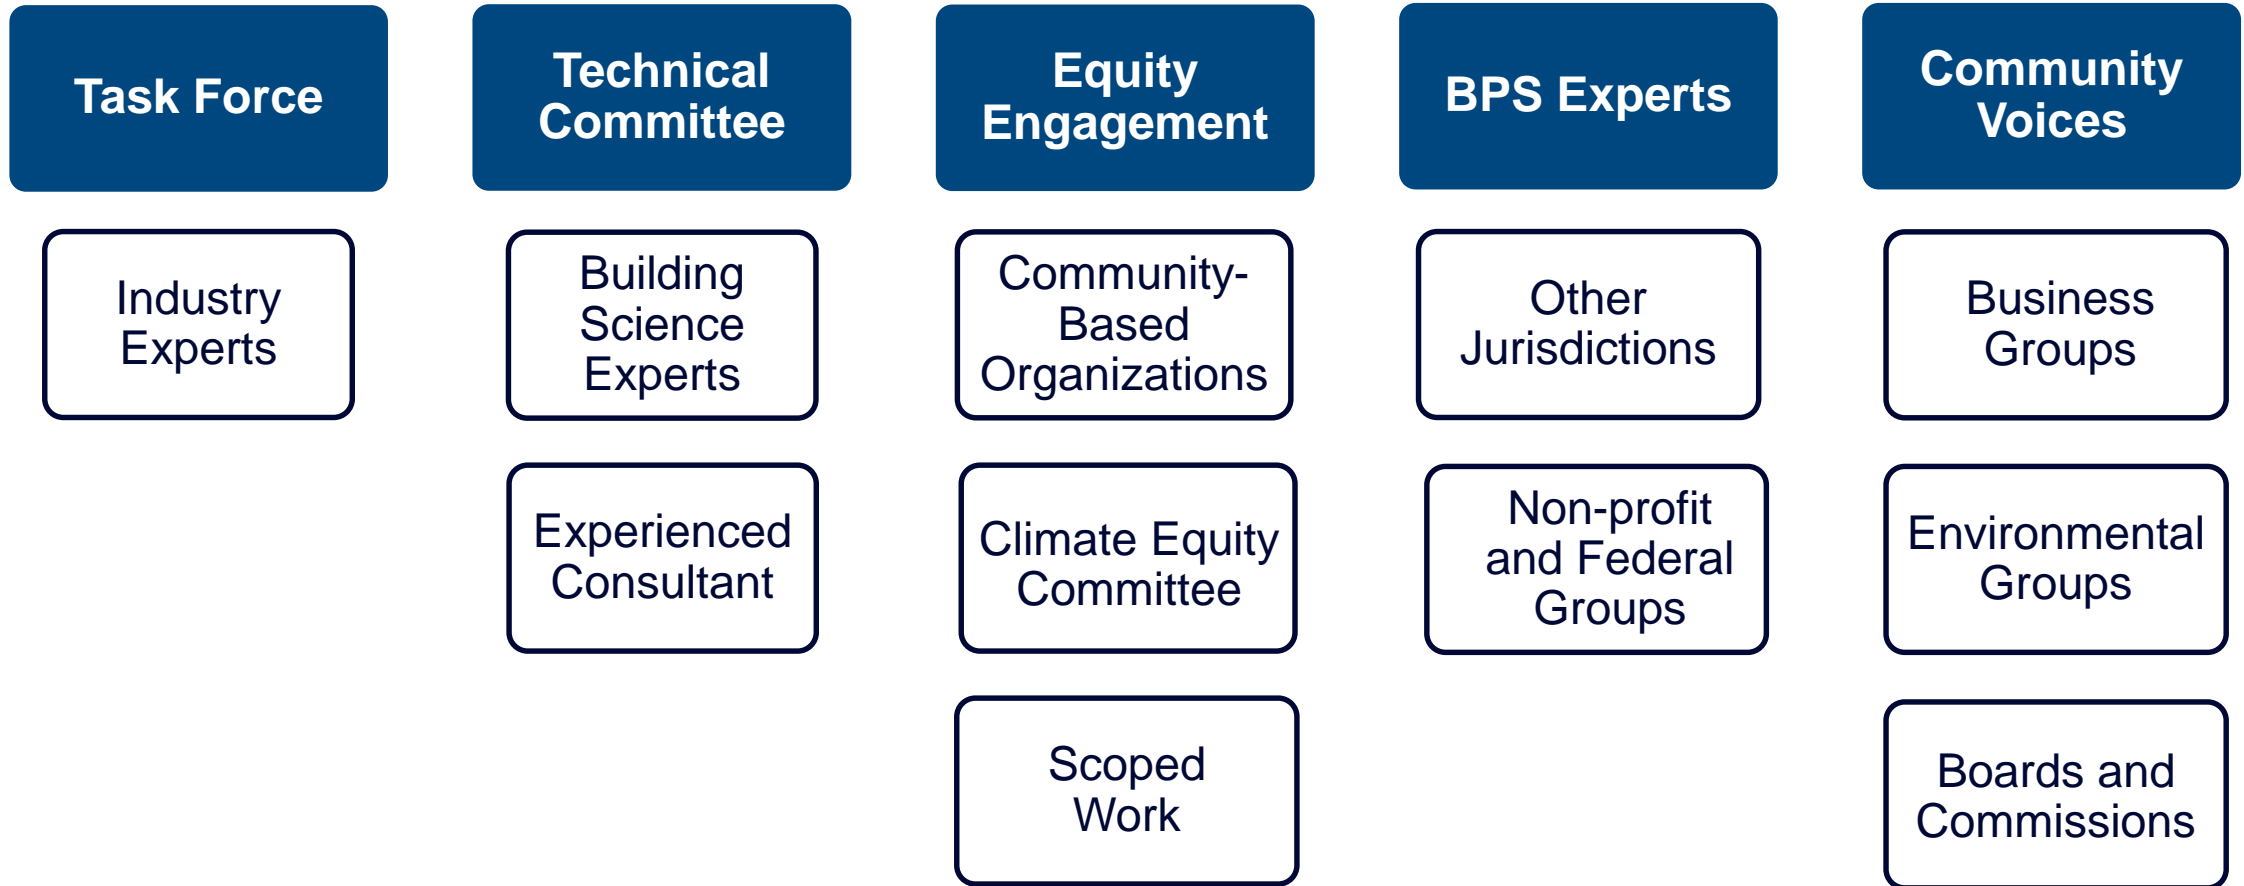 Task Force
Technical
Committee
Equity
Engagement
BPS Experts
Community
Voices
Industry
Experts
Building
Science
Experts
Community-
Based
Organizations
Other
Jurisdictions
Business
Groups
Experienced
Consultant
Climate Equity
Committee
Non-profit
and Federal
Groups
Environmental
Groups
Scoped
Work
Boards and
Commissions